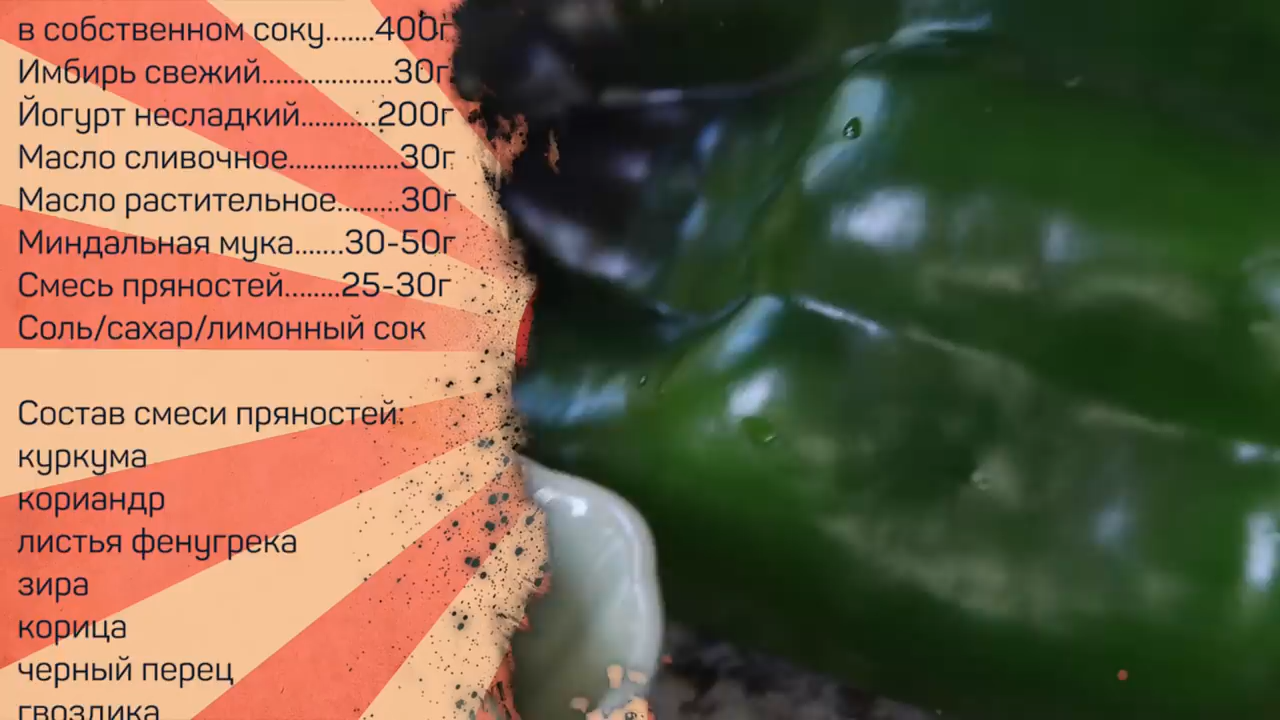 в собственном соку.......400г
Имбирь свежий...................30г
Йогурт несладкий...........200г
Масло сливочное................30г
Масло растительное.........30г
Миндальная мука.......30-50г
Смесь пряностей........25-30г
Соль/сахар/лимонный сок
Состав смеси пряностей:
куркума
кориандр
листья фенугрека
зира
корица
черный перец
гвоздика